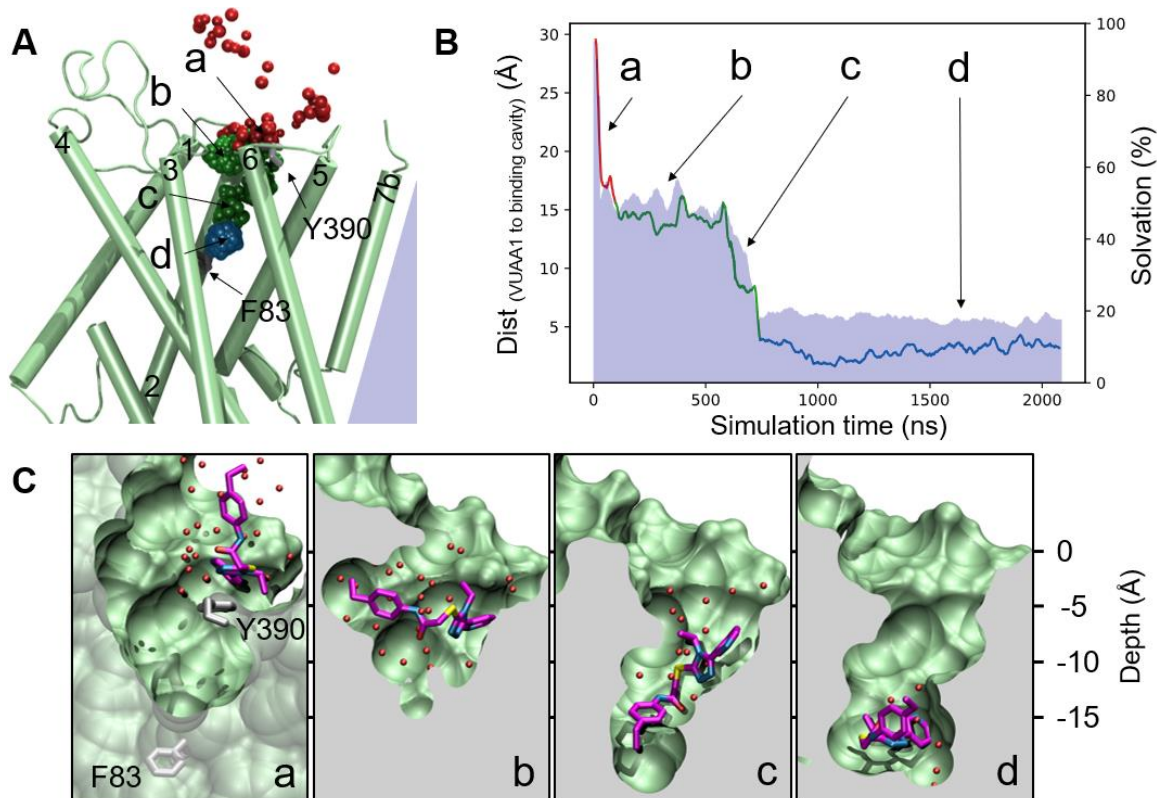 A
a
b
4
1
3
6
5
7b
c
Y390
d
F83
2
B
30
25
20
15
10
5
Dist (VUAA1 to binding cavity) (Å)
a
b
c
d
100
80
60
40
20
0
Solvation (%)
0
500
1000
1500
2000
Simulation time (ns)
C
Y390
F83
a
b
c
d
0
-5
-10
-15
Depth (Å)